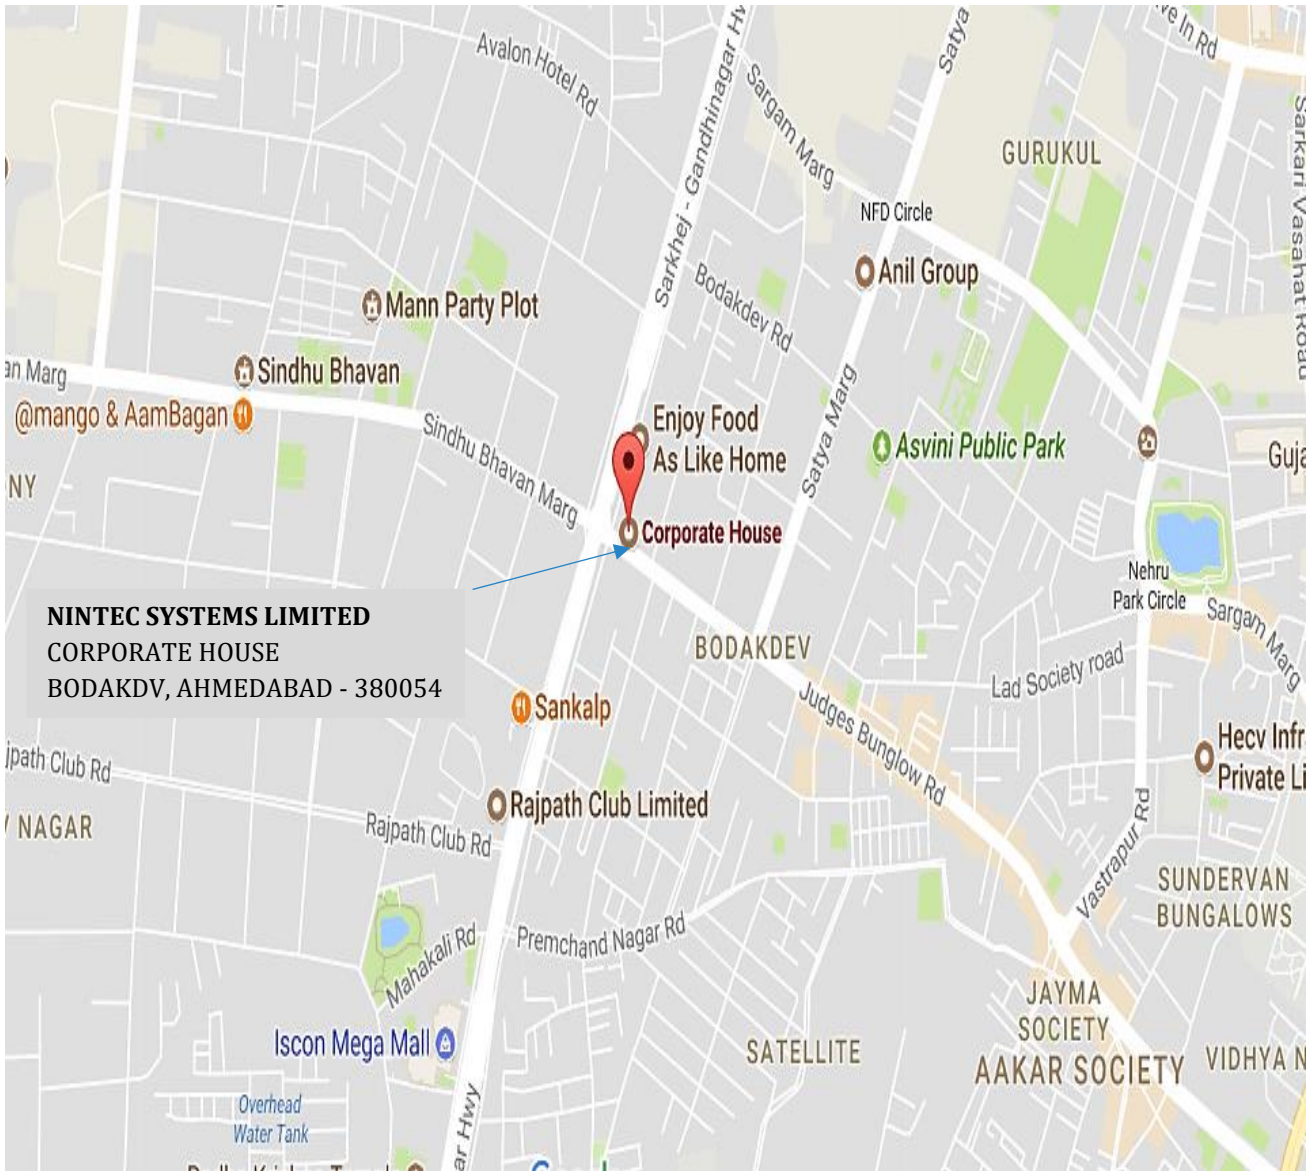 Avalon Hotel Rd
Sarkhej - Gandhinagar
Sargam Marg
Satya
In Rd
Sarkari Vasahat Road
GURUKUL
NFD Circle
Anil Group
Bodakdev Rd
Mann Party Plot
Sindhu Bhavan
an Marg
@mango & AamBagan
Sindhu Bhavan Marg
Enjoy Food
As Like Home
Satya Marg
Asvini Public Park
Guja
NY
Corporate House
Nehru
Park Circle
Sargam Marg
NINTEC SYSTEMS LIMITED
CORPORATE HOUSE
BODAKDV, AHMEDABAD - 380054
BODAKDEV
Lad Society road
Sankalp
Judges Bunglow Rd
Hecv Infr
Private Li
jpath Club Rd
NAGAR
Rajpath Club Limited
Rajpath Club Rd
Vastrapur Rd
SUNDERVAN
BUNGALOWS
Premchand Nagar Rd
Mahakali Rd
JAYMA
SOCIETY
AAKAR SOCIETY
VIDHYA N
SATELLITE
Iscon Mega Mall
Overhead
Water Tank
ar Hwy